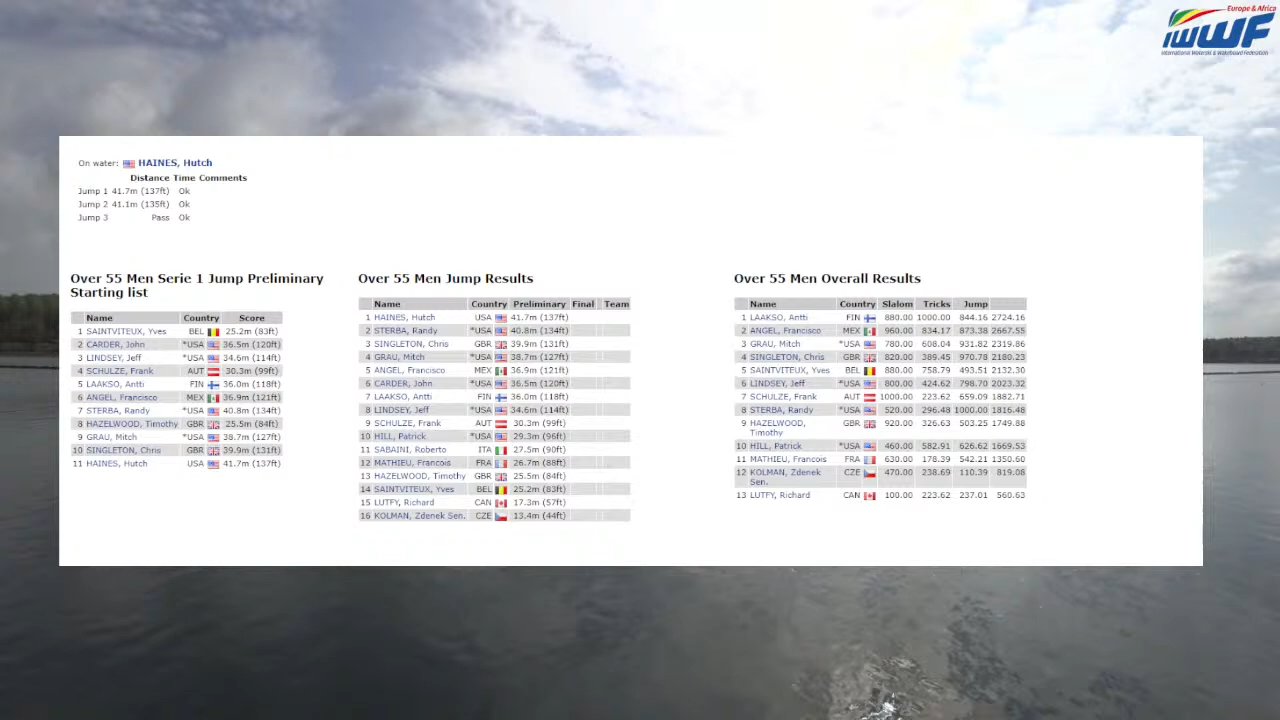 Europe & Africa
IWWF
International Waterski & Wakeboard Federation
On water: HAINES, Hutch
Distance Time Comments
Jump 1 41.7m (137ft) Ok
Jump 2 41.1m (135ft) Ok
Jump 3 Pass Ok
Over 55 Men Serie 1 Jump Preliminary
Starting list
Name Country Score
1 SAINTVITEUX, Yves BEL 25.2m (83ft)
2 CARDER, John *USA 36.5m (120ft)
3 LINDSEY, Jeff *USA 34.6m (114ft)
4 SCHULZE, Frank AUT 30.3m (99ft)
5 LAAKSO, Antti FIN 36.0m (118ft)
6 ANGEL, Francisco MEX 36.9m (121ft)
7 STERBA, Randy *USA 40.8m (134ft)
8 HAZELWOOD, Timothy GBR 25.5m (84ft)
9 GRAU, Mitch *USA 38.7m (127ft)
10 SINGLETON, Chris GBR 39.9m (131ft)
11 HAINES, Hutch USA 41.7m (137ft)
Over 55 Men Jump Results
Name Country Preliminary Final Team
1 HAINES, Hutch USA 41.7m (137ft)
2 STERBA, Randy *USA 40.8m (134ft)
3 SINGLETON, Chris GBR 39.9m (131ft)
4 GRAU, Mitch *USA 38.7m (127ft)
5 ANGEL, Francisco MEX 36.9m (121ft)
6 CARDER, John *USA 36.5m (120ft)
7 LAAKSO, Antti FIN 36.0m (118ft)
8 LINDSEY, Jeff *USA 34.6m (114ft)
9 SCHULZE, Frank AUT 30.3m (99ft)
10 HILL, Patrick *USA 29.3m (96ft)
11 SABAINI, Roberto ITA 27.5m (90ft)
12 MATHIEU, Francois FRA 26.7m (88ft)
13 HAZELWOOD, Timothy GBR 25.5m (84ft)
14 SAINTVITEUX, Yves BEL 25.2m (83ft)
15 LUTFY, Richard CAN 17.3m (57ft)
16 KOLMAN, Zdenek Sen. CZE 13.4m (44ft)
Over 55 Men Overall Results
Name Country Slalom Tricks Jump
1 LAAKSO, Antti FIN 880.00 1000.00 844.16 2724.16
2 ANGEL, Francisco MEX 960.00 834.17 873.38 2667.55
3 GRAU, Mitch *USA 780.00 608.04 931.82 2319.86
4 SINGLETON, Chris GBR 820.00 389.45 970.78 2180.23
5 SAINTVITEUX, Yves BEL 880.00 758.79 493.51 2132.30
6 LINDSEY, Jeff *USA 800.00 424.62 798.70 2023.32
7 SCHULZE, Frank AUT 1000.00 223.62 659.09 1882.71
8 STERBA, Randy *USA 520.00 296.48 1000.00 1816.48
9 HAZELWOOD, GBR 920.00 326.63 503.25 1749.88
Timothy
10 HILL, Patrick *USA 460.00 582.91 626.62 1669.53
11 MATHIEU, Francois FRA 630.00 178.39 542.21 1350.60
12 KOLMAN, Zdenek CZE 470.00 238.69 110.39 819.08
Sen.
13 LUTFY, Richard CAN 100.00 223.62 237.01 560.63